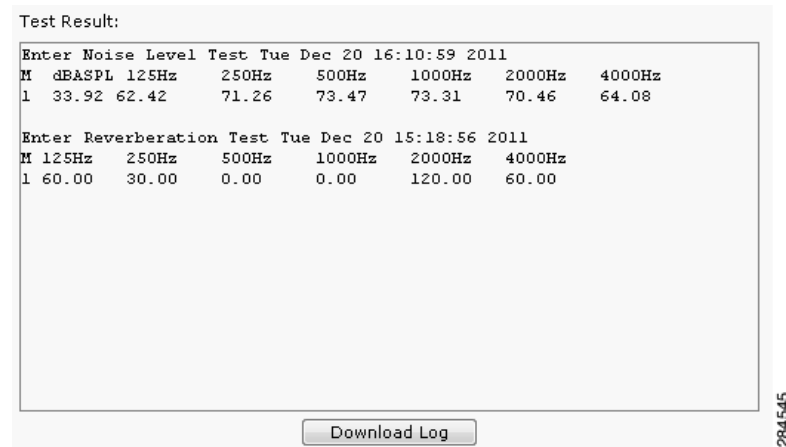 Test Result:
Enter Noise Level Test Tue Dec 20 16:10:59 2011
M dBASPL 125Hz 250Hz 500Hz 1000Hz 2000Hz 4000Hz
1 33.92 62.42 71.26 73.47 73.31 70.46 64.08
Enter Reverberation Test Tue Dec 20 15:18:56 2011
M 125Hz 250Hz 500Hz 1000Hz 2000Hz 4000Hz
1 60.00 30.00 0.00 0.00 120.00 60.00
Download Log
284545